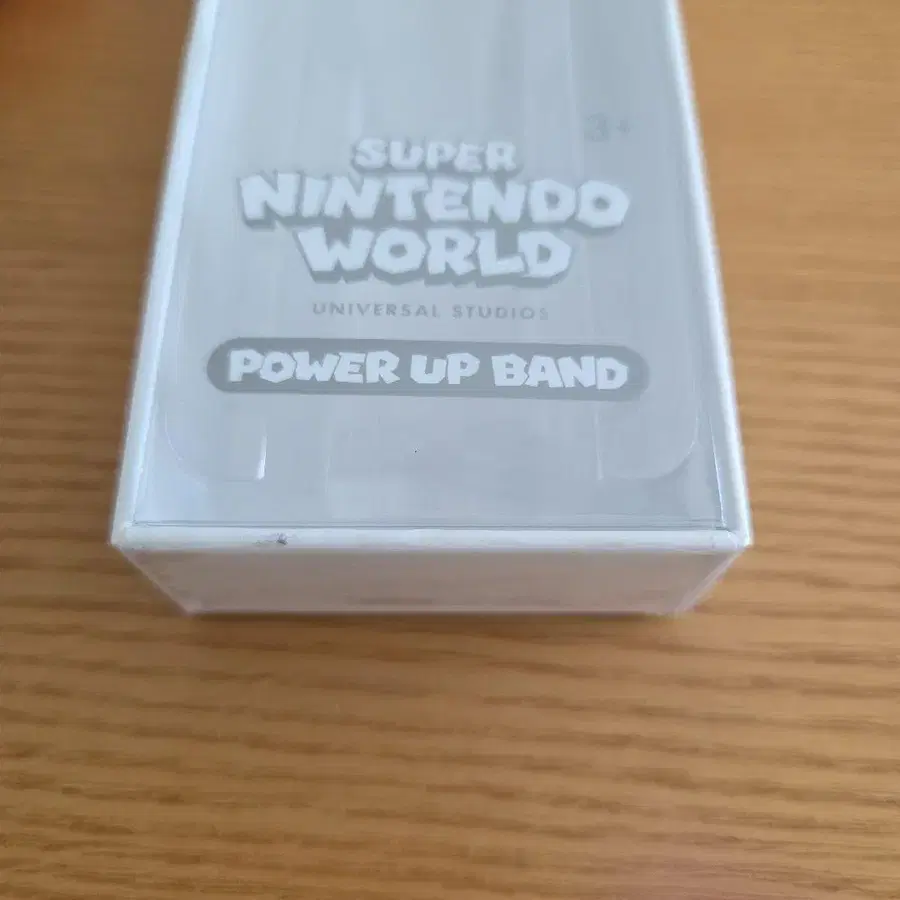 3+
SUPER
NINTENDO
WORLD
UNIVERSAL STUDIOS
POWER UP BAND